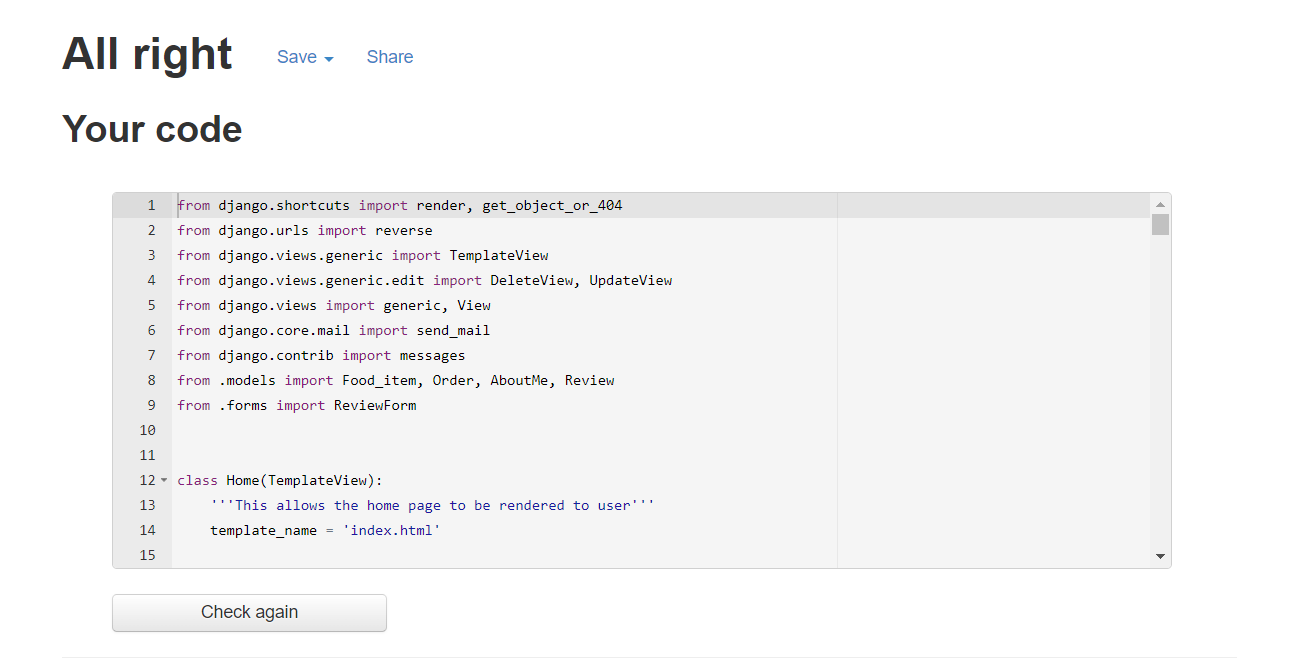 All right Save Share
Your code
1 from django.shortcuts import render, get_object_or_404
2 from django.urls import reverse
3 from django.views.generic import TemplateView
4 from django.views.generic.edit import DeleteView, UpdateView
5 from django.views import generic, View
6 from django.core.mail import send_mail
7 from django.contrib import messages
8 from .models import Food_item, Order, AboutMe, Review
9 from .forms import ReviewForm
10
11
12 class Home(TemplateView):
13     '''This allows the home page to be rendered to user'''
14     template_name = 'index.html'
15
Check again